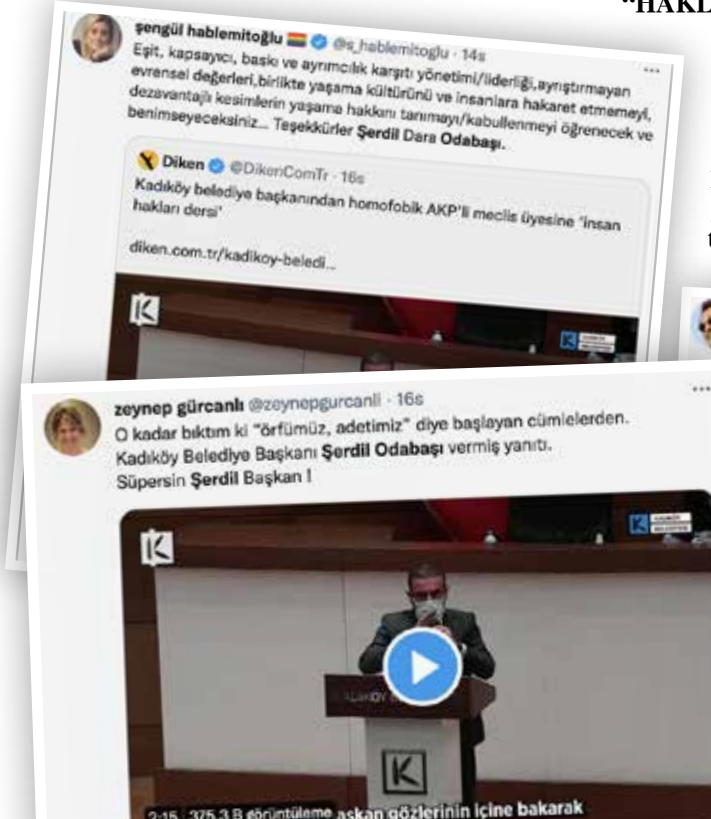 "HAKL
şengül hablemitoğlu @s_hablemitoglu · 14s
Eşit, kapsayıcı, baskı ve ayrımcılık karşıtı yönetimi/liderliği,ayrıştırmayan
evrensel değerleri,birlikte yaşama kültürünü ve insanlara hakaret etmemeyi,
dezavantajlı kesimlerin yaşama hakkını tanımayı/kabullenmeyi öğrenecek ve
benimseyeceksiniz... Teşekkürler Şerdil Dara Odabaşı.
Diken @DikenComTr · 16s
Kadıköy belediye başkanından homofobik AKP'li meclis üyesine 'insan
hakları dersi'
diken.com.tr/kadikoy-beledi...
t
zeynep gürcanlı @zeynepgurcanli · 16s
O kadar bıktım ki "örfümüz, adetimiz" diye başlayan cümlelerden.
Kadıköy Belediye Başkanı Şerdil Odabaşı vermiş yanıtı.
Süpersin Şerdil Başkan !
K
2:15 375,3 B görüntüleme aşkan gözlerinin içine bakarak